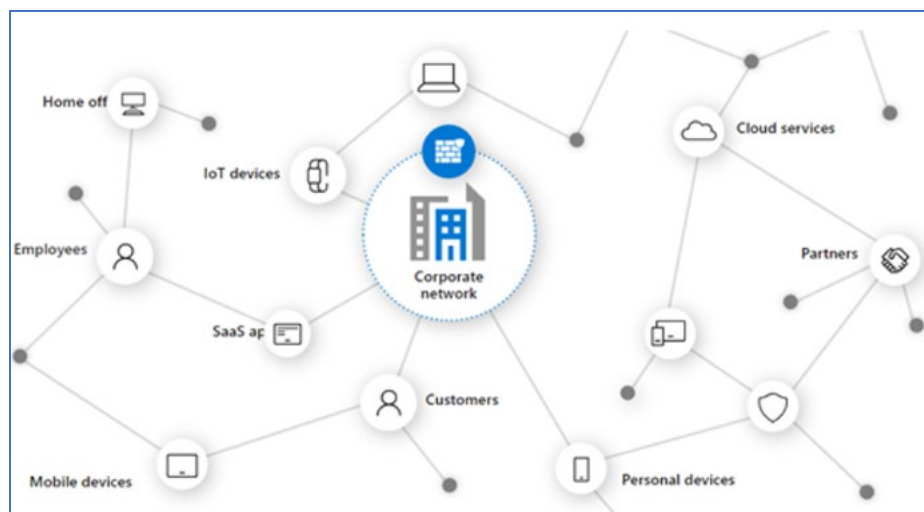 Home off
Cloud services
IoT devices
Employees
Partners
Corporate
network
SaaS ap
Customers
Mobile devices
Personal devices